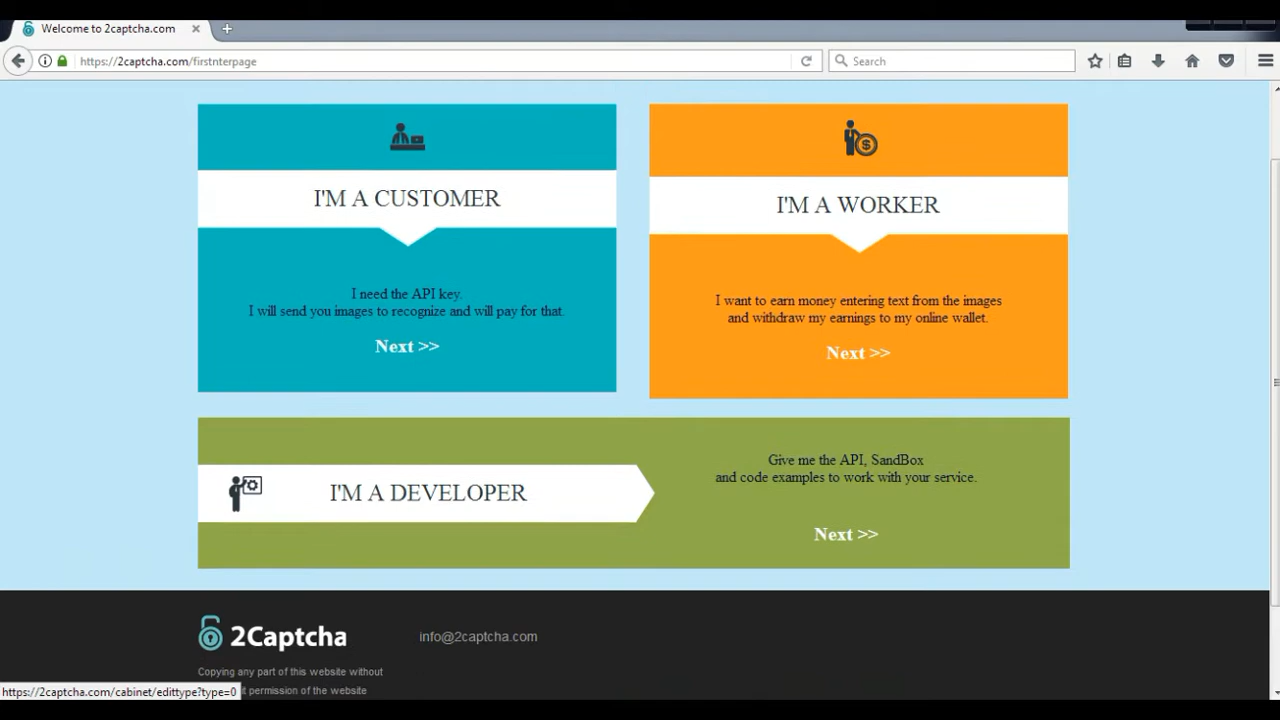 Welcome to 2captcha.com
https://2captcha.com/firstnterpage
Search
I'M A CUSTOMER
I need the API key.
I will send you images to recognize and will pay for that.
Next >>
I'M A WORKER
I want to earn money entering text from the images
and withdraw my earnings to my online wallet.
Next >>
I'M A DEVELOPER
Give me the API, SandBox
and code examples to work with your service.
Next >>
2Captcha
info@2captcha.com
Copying any part of this website without
permission of the website
https://2captcha.com/cabinet/edittype?type=0